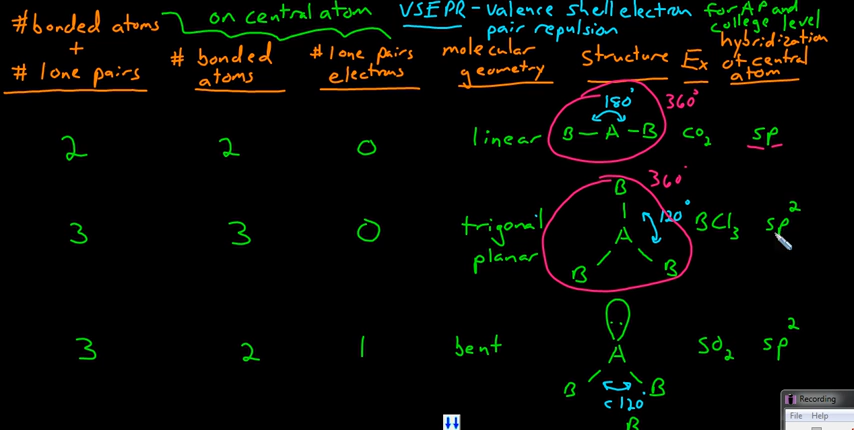 on central atom
VSEPR - valence shell electron pair repulsion
for AP and college level
# bonded atoms + # lone pairs
# bonded atoms
# lone pairs electrons
molecular geometry
Structure
Ex
hybridization of central atom
2 2 0 linear B - A - B 180° 360° CO₂ sp
3 3 0 trigonal planar B A B B 120° 360° BCl₃ sp²
3 2 1 bent : A B B <120° SO₂ sp²
B
Recording
File Help